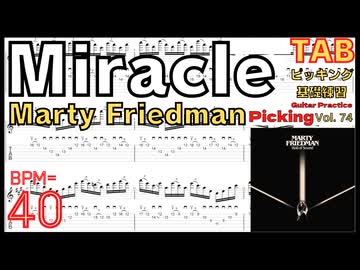 Miracle
TAB
ピッキング
基礎練習
Guitar Practice
Marty Friedman
Picking Vol. 74
BPM=
40
MARTY
FRIEDMAN